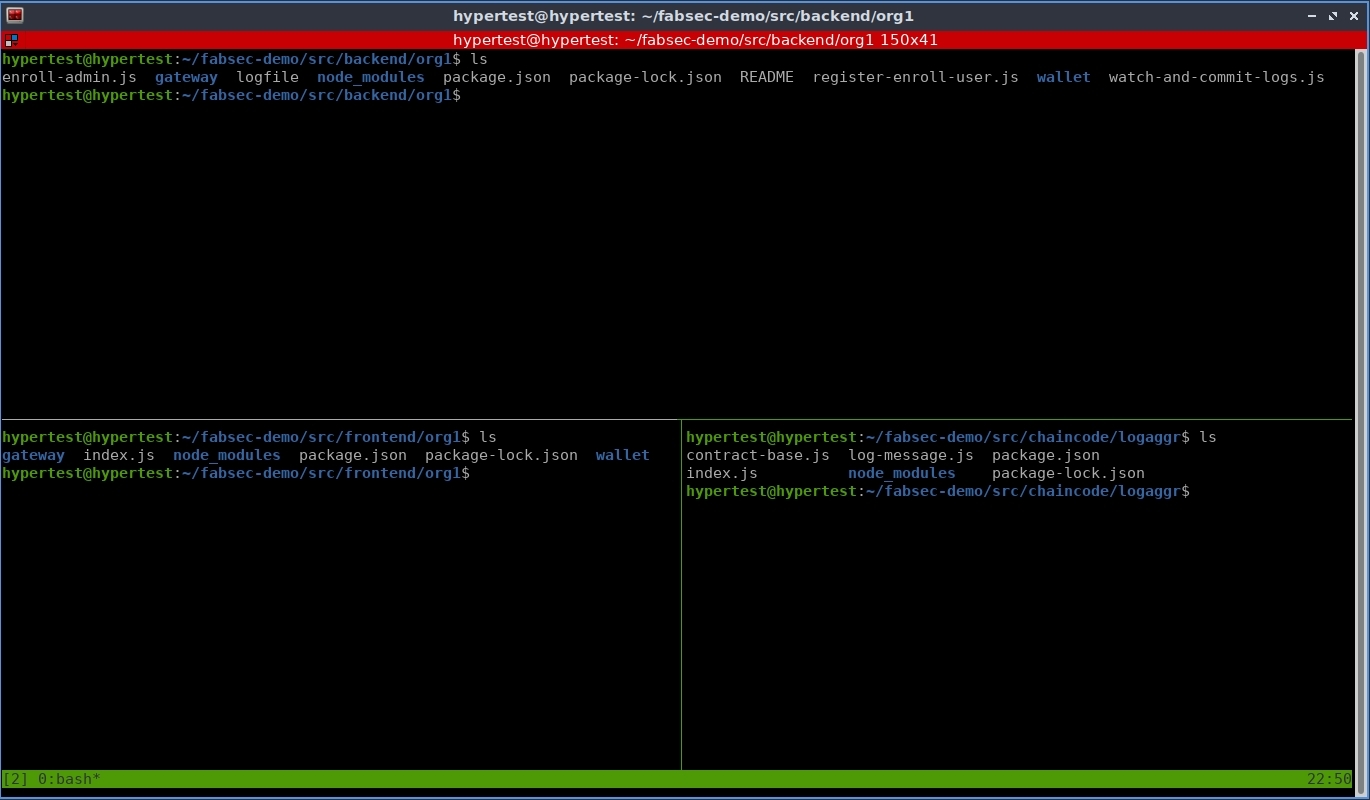 hypertest@hypertest: ~/fabsec-demo/src/backend/org1
hypertest@hypertest: ~/fabsec-demo/src/backend/org1 150x41
hypertest@hypertest:~/fabsec-demo/src/backend/org1$ ls
enroll-admin.js  gateway  logfile  node_modules  package.json  package-lock.json  README  register-enroll-user.js  wallet  watch-and-commit-logs.js
hypertest@hypertest:~/fabsec-demo/src/backend/org1$
hypertest@hypertest:~/fabsec-demo/src/frontend/org1$ ls
gateway  index.js  node_modules  package.json  package-lock.json  wallet
hypertest@hypertest:~/fabsec-demo/src/frontend/org1$
hypertest@hypertest:~/fabsec-demo/src/chaincode/logaggr$ ls
contract-base.js  log-message.js  package.json
index.js          node_modules    package-lock.json
hypertest@hypertest:~/fabsec-demo/src/chaincode/logaggr$
[2] 0:bash* 22:50